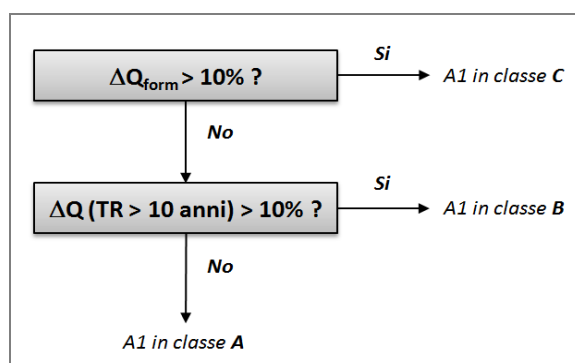 ΔQform > 10% ?
Si
A1 in classe C
No
ΔQ (TR > 10 anni) > 10% ?
Si
A1 in classe B
No
A1 in classe A